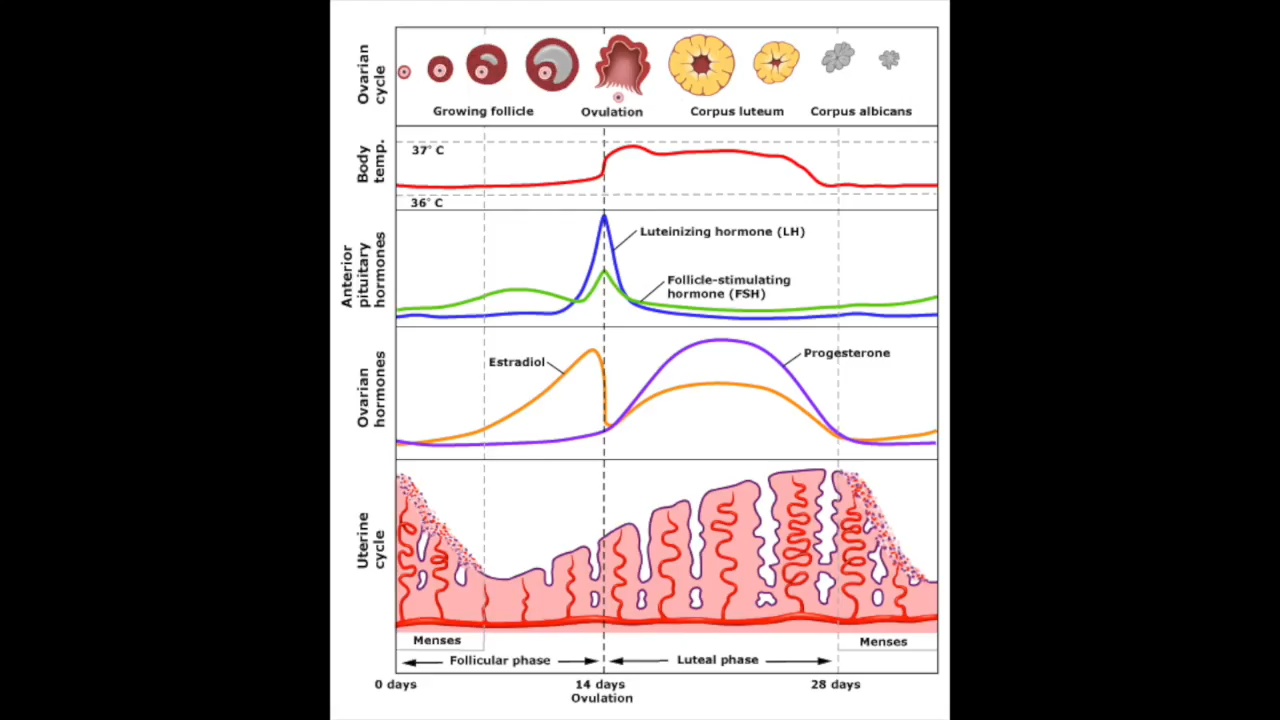 Ovarian
cycle
Growing follicle
Ovulation
Corpus luteum
Corpus albicans
Body
temp.
37° C
36° C
Anterior
pituitary
hormones
Luteinizing hormone (LH)
Follicle-stimulating
hormone (FSH)
Ovarian
hormones
Estradiol
Progesterone
Uterine
cycle
Menses
Menses
Follicular phase
Luteal phase
0 days
14 days
Ovulation
28 days